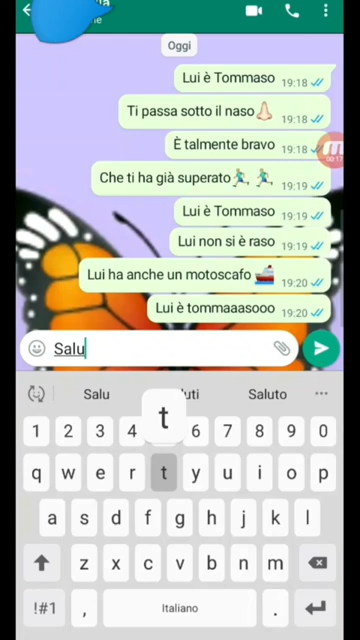 Oggi
Lui è Tommaso 19:18
Ti passa sotto il naso👃🏻 19:18
È talmente bravo 19:18
Che ti ha già superato🏃🏻‍♂️🏃🏻‍♂️ 19:19
00:17
Lui è Tommaso 19:19
Lui non si è raso 19:19
Lui ha anche un motoscafo 🚤 19:20
Lui è tommaaasooo 19:20
Salu
Salu Saluto
t
1 2 3 4 6 7 8 9 0
q w e r t y u i o p
a s d f g h j k l
z x c v b n m
!#1 , Italiano .